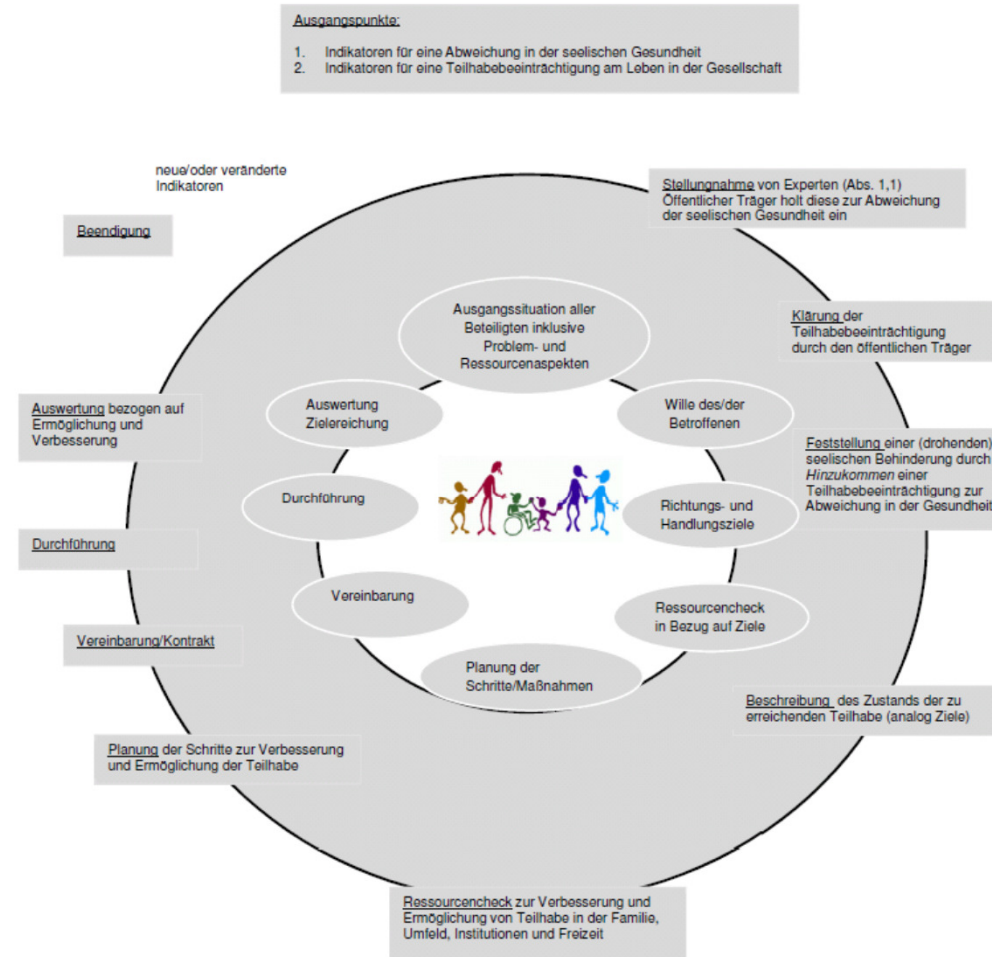 Ausgangspunkte:
1. Indikatoren für eine Abweichung in der seelischen Gesundheit
2. Indikatoren für eine Teilhabebeeinträchtigung am Leben in der Gesellschaft
neue/oder veränderte
Indikatoren
Beendigung
Stellungnahme von Experten (Abs. 1,1)
Öffentlicher Träger holt diese zur Abweichung
der seelischen Gesundheit ein
Klärung der
Teilhabebeeinträchtigung
durch den öffentlichen Träger
Feststellung einer (drohenden)
seelischen Behinderung durch
Hinzukommen einer
Teilhabebeeinträchtigung zur
Abweichung in der Gesundheit
Beschreibung des Zustands der zu
erreichenden Teilhabe (analog Ziele)
Ressourcencheck zur Verbesserung und
Ermöglichung von Teilhabe in der Familie,
Umfeld, Institutionen und Freizeit
Planung der Schritte zur Verbesserung
und Ermöglichung der Teilhabe
Vereinbarung/Kontrakt
Durchführung
Auswertung bezogen auf
Ermöglichung und
Verbesserung
Ausgangssituation aller
Beteiligten inklusive
Problem- und
Ressourcenaspekten
Wille des/der
Betroffenen
Richtungs- und
Handlungsziele
Ressourcencheck
in Bezug auf Ziele
Planung der
Schritte/Maßnahmen
Vereinbarung
Durchführung
Auswertung
Zielereichung